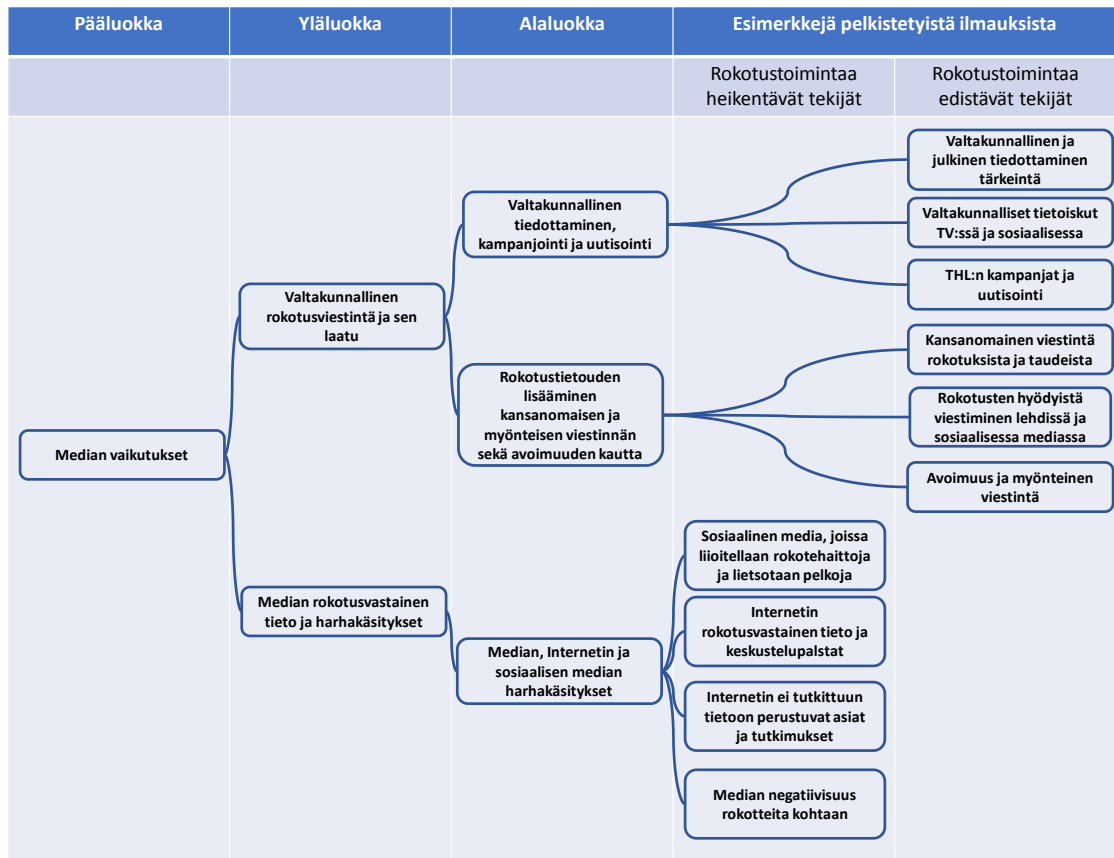 Pääluokka
Yläluokka
Alaluokka
Esimerkkejä pelkistetyistä ilmauksista
Rokotustoimintaa
heikentävät tekijät
Rokotustoimintaa
edistävät tekijät
Median vaikutukset
Valtakunnallinen
rokotusviestintä ja sen
laatu
Median rokotusvastainen
tieto ja harhakäsitykset
Valtakunnallinen
tiedottaminen,
kampanjointi ja uutisointi
Rokotustietouden
lisääminen
kansanomaisen ja
myönteisen viestinnän
sekä avoimuuden kautta
Median, Internetin ja
sosiaalisen median
harhakäsitykset
Valtakunnallinen ja
julkinen tiedottaminen
tärkeintä
Valtakunnalliset tietoiskut
TV:ssä ja sosiaalisessa
THL:n kampanjat ja
uutisointi
Kansanomainen viestintä
rokotuksista ja taudeista
Rokotusten hyödyistä
viestiminen lehdissä ja
sosiaalisessa mediassa
Avoimuus ja myönteinen
viestintä
Sosiaalinen media, joissa
liioitellaan rokotehaittoja
ja lietsotaan pelkoja
Internetin
rokotusvastainen tieto ja
keskustelupalstat
Internetin ei tutkittuun
tietoon perustuvat asiat
ja tutkimukset
Median negatiivisuus
rokotteita kohtaan